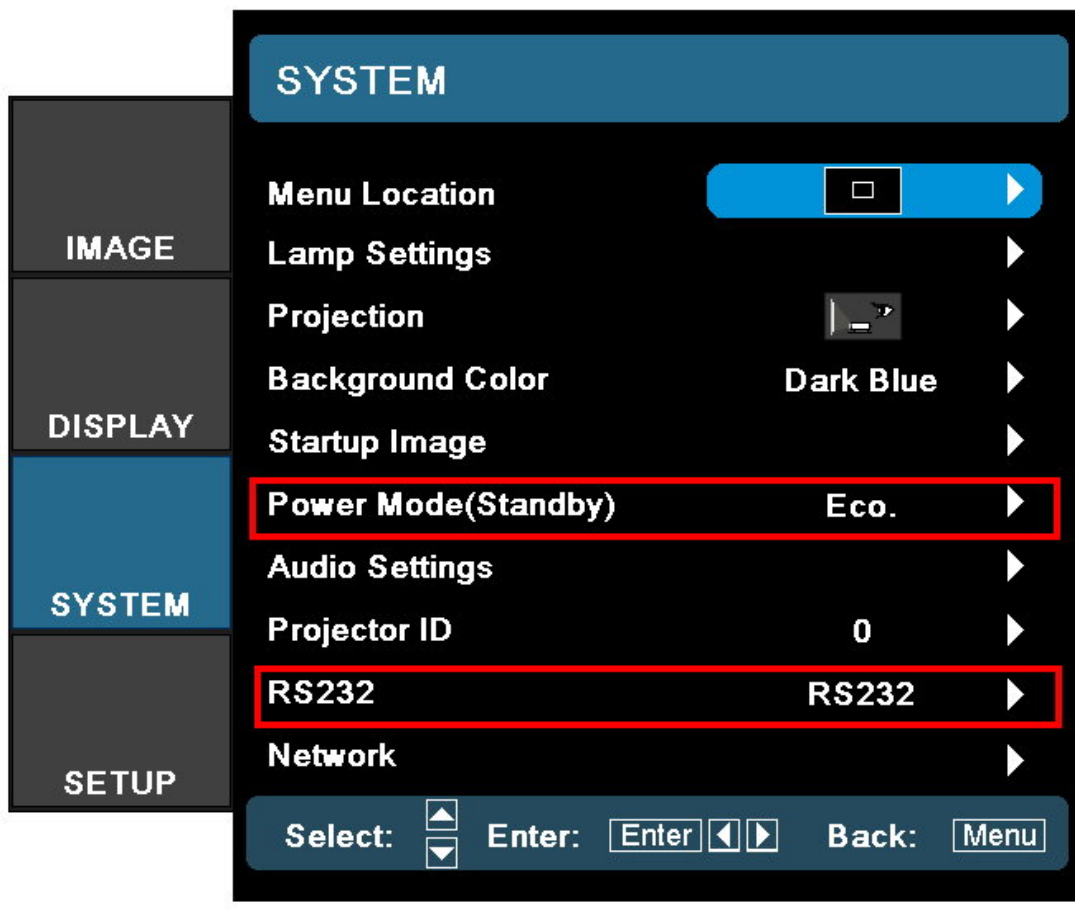 SYSTEM
IMAGE
DISPLAY
SYSTEM
SETUP
Menu Location
Lamp Settings
Projection
Background Color Dark Blue
Startup Image
Power Mode(Standby) Eco.
Audio Settings
Projector ID 0
RS232 RS232
Network
Select: Enter: Enter Back: Menu